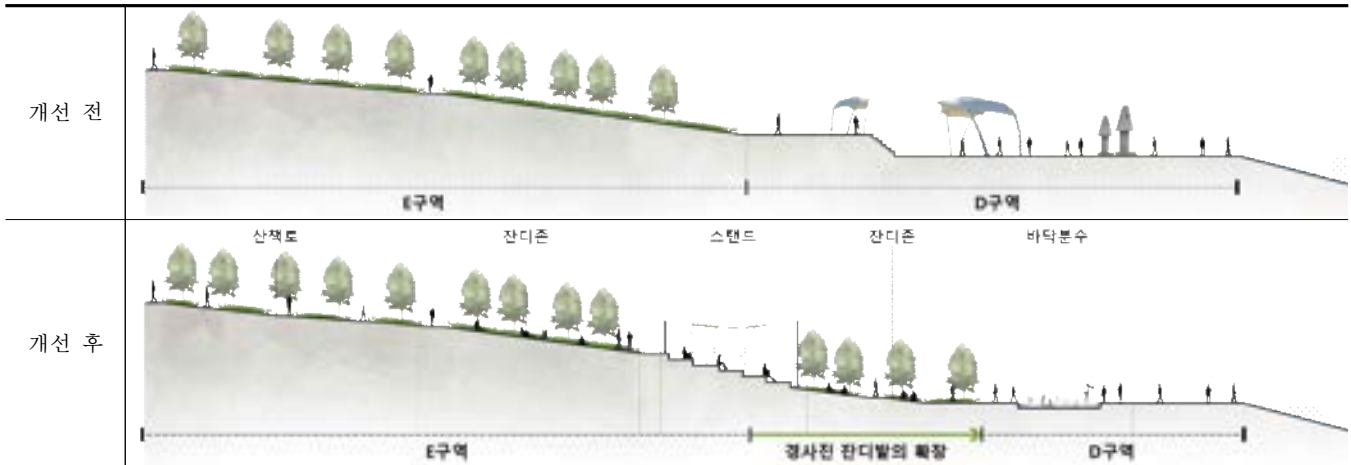 개선 전
E구역
D구역
산책로
잔디존
스탠드
잔디존
바닥분수
개선 후
E구역
경사진 잔디밭의 확장
D구역